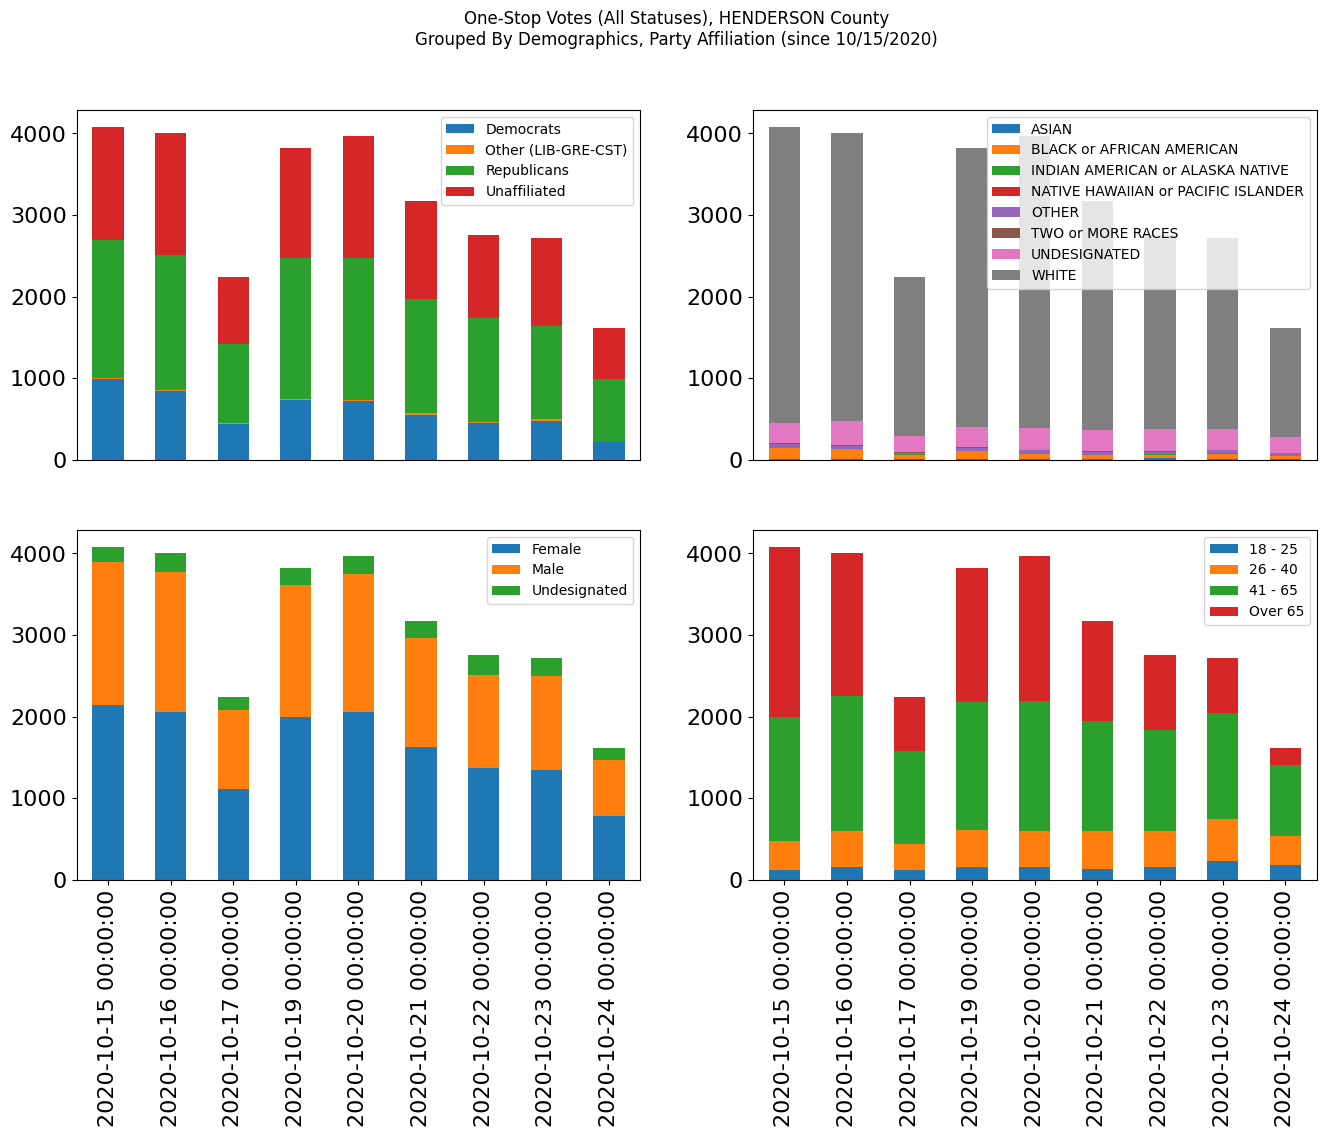 One-Stop Votes (All Statuses), HENDERSON County
Grouped By Demographics, Party Affiliation (since 10/15/2020)
4000
3000
2000
1000
0
Democrats
Other (LIB-GRE-CST)
Republicans
Unaffiliated
4000
3000
2000
1000
0
ASIAN
BLACK or AFRICAN AMERICAN
INDIAN AMERICAN or ALASKA NATIVE
NATIVE HAWAIIAN or PACIFIC ISLANDER
OTHER
TWO or MORE RACES
UNDESIGNATED
WHITE
4000
3000
2000
1000
0
Female
Male
Undesignated
2020-10-15 00:00:00
2020-10-16 00:00:00
2020-10-17 00:00:00
2020-10-19 00:00:00
2020-10-20 00:00:00
2020-10-21 00:00:00
2020-10-22 00:00:00
2020-10-23 00:00:00
2020-10-24 00:00:00
4000
3000
2000
1000
0
18 - 25
26 - 40
41 - 65
Over 65
2020-10-15 00:00:00
2020-10-16 00:00:00
2020-10-17 00:00:00
2020-10-19 00:00:00
2020-10-20 00:00:00
2020-10-21 00:00:00
2020-10-22 00:00:00
2020-10-23 00:00:00
2020-10-24 00:00:00